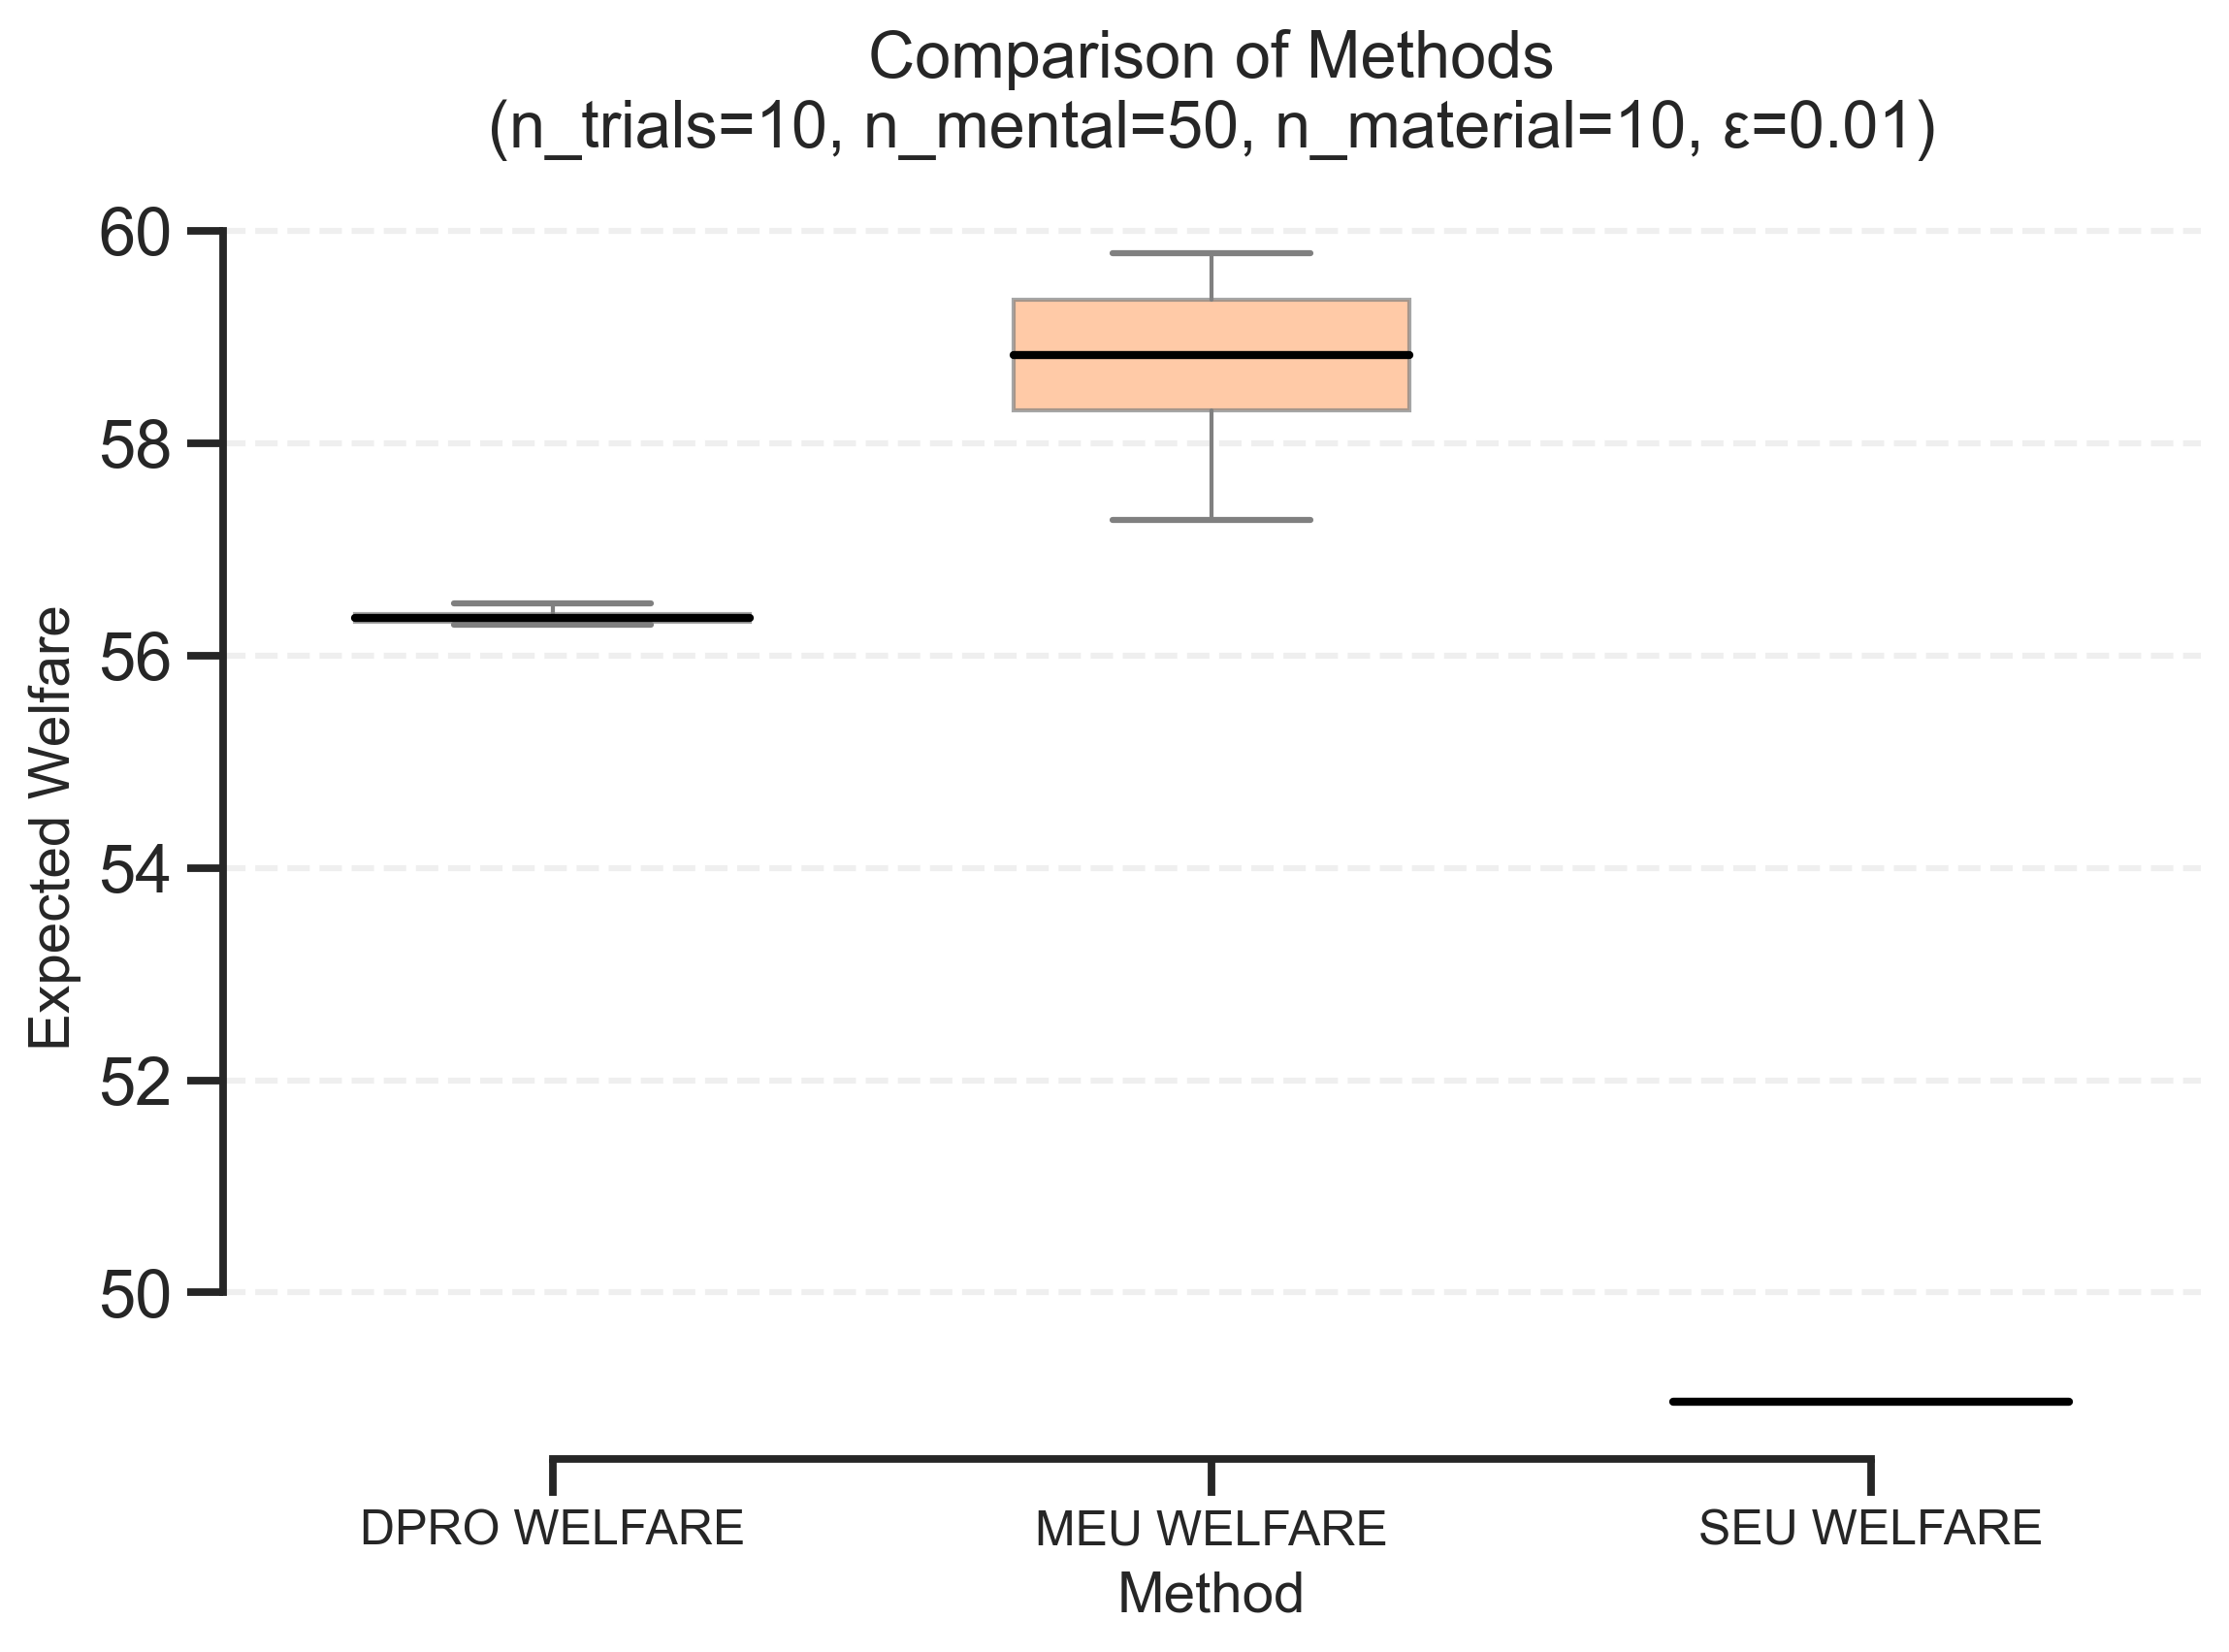 Comparison of Methods
(n_trials=10, n_mental=50, n_material=10, ε=0.01)
60
58
56
54
52
50
Expected Welfare
DPRO WELFARE
MEU WELFARE
SEU WELFARE
Method